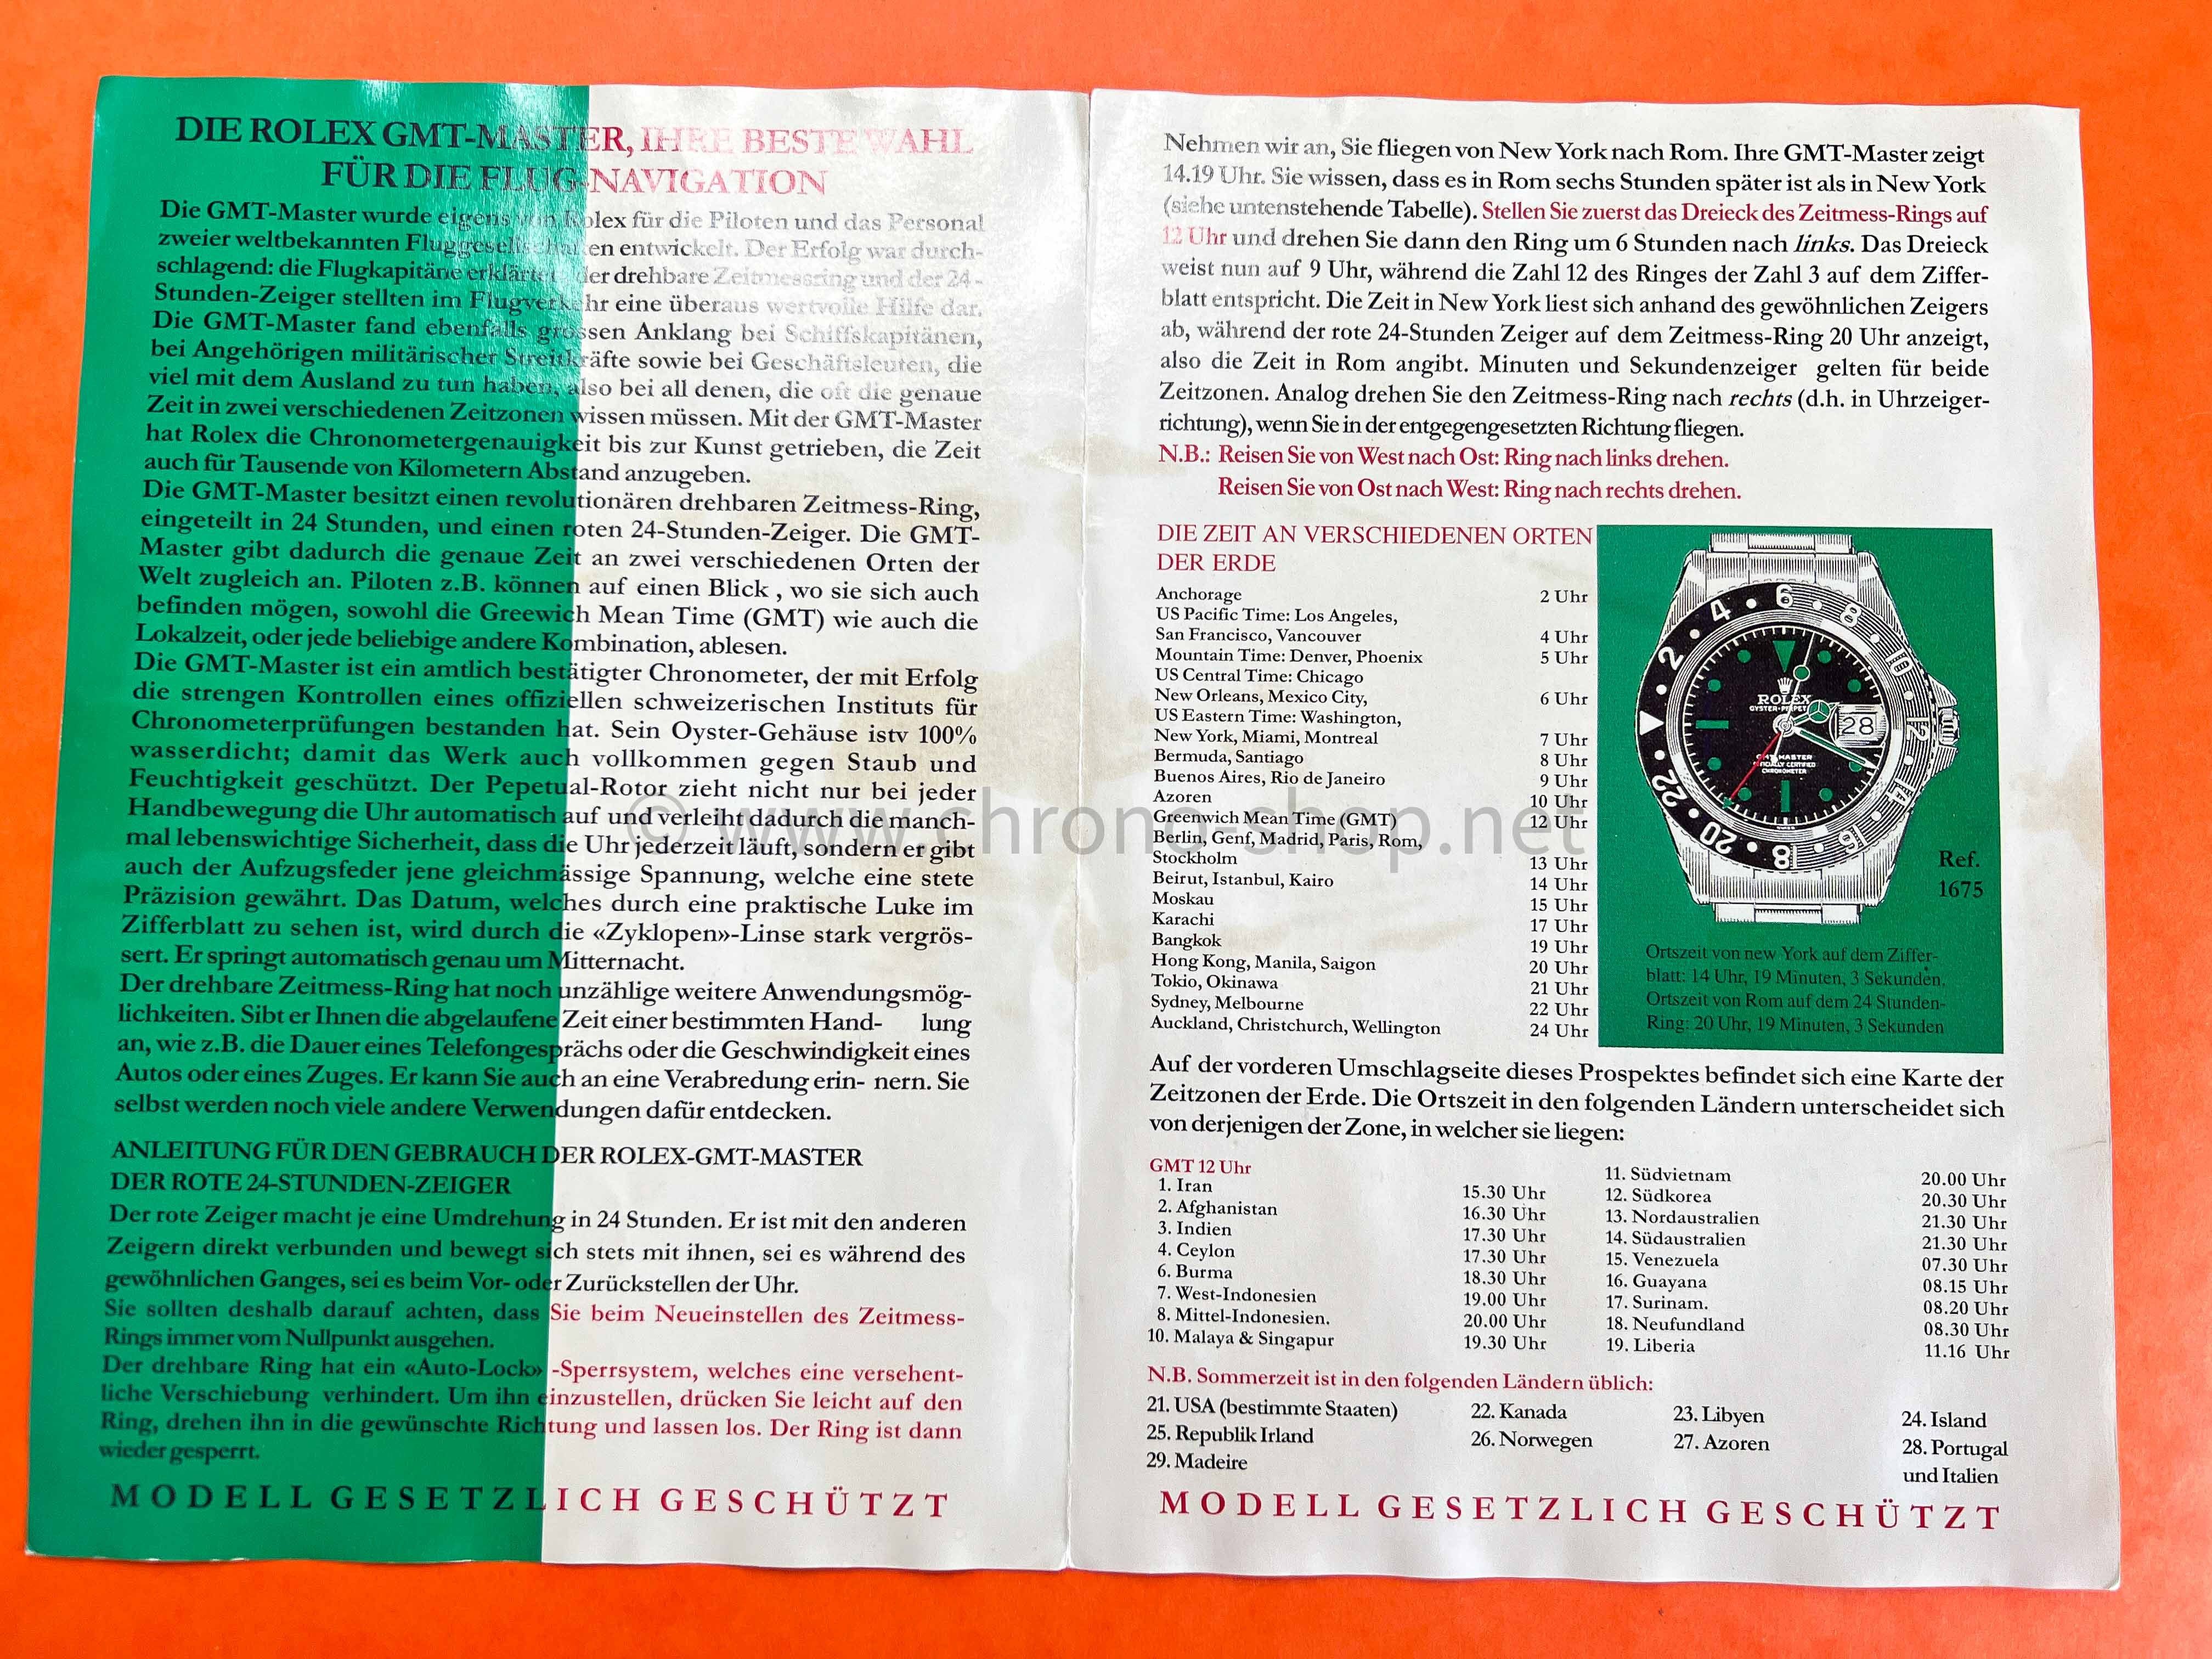 DIE ROLEX GMT-MASTER, IHRE BESTE WAHL
FÜR DIE FLUG-NAVIGATION
Die GMT-Master wurde eigens von Rolex für die Piloten und das Personal
zweier weltbekannten Fluggesellschaften entwickelt. Der Erfolg war durch-
schlagend: die Flugkapitäne erklärten, der drehbare Zeitmessring und der 24-
Stunden-Zeiger stellten im Flugverkehr eine überaus wertvolle Hilfe dar.
Die GMT-Master fand ebenfalls grossen Anklang bei Schiffskapitänen,
bei Angehörigen militärischer Streitkräfte sowie bei Geschäftsleuten, die
viel mit dem Ausland zu tun haben, also bei all denen, die oft die genaue
Zeit in zwei verschiedenen Zeitzonen wissen müssen. Mit der GMT-Master
hat Rolex die Chronometergenauigkeit bis zur Kunst getrieben, die Zeit
auch für Tausende von Kilometern Abstand anzugeben.
Die GMT-Master besitzt einen revolutionären drehbaren Zeitmess-Ring,
eingeteilt in 24 Stunden, und einen roten 24-Stunden-Zeiger. Die GMT-
Master gibt dadurch die genaue Zeit an zwei verschiedenen Orten der
Welt zugleich an. Piloten z.B. können auf einen Blick , wo sie sich auch
befinden mögen, sowohl die Greewich Mean Time (GMT) wie auch die
Lokalzeit, oder jede beliebige andere Kombination, ablesen.
Die GMT-Master ist ein amtlich bestätigter Chronometer, der mit Erfolg
die strengen Kontrollen eines offiziellen schweizerischen Instituts für
Chronometerprüfungen bestanden hat. Sein Oyster-Gehäuse istv 100%
wasserdicht; damit das Werk auch vollkommen gegen Staub und
Feuchtigkeit geschützt. Der Pepetual-Rotor zieht nicht nur bei jeder
Handbewegung die Uhr automatisch auf und verleiht dadurch die manch-
mal lebenswichtige Sicherheit, dass die Uhr jederzeit läuft, sondern er gibt
auch der Aufzugsfeder jene gleichmässige Spannung, welche eine stete
Präzision gewährt. Das Datum, welches durch eine praktische Luke im
Zifferblatt zu sehen ist, wird durch die «Zyklopen»-Linse stark vergrös-
sert. Er springt automatisch genau um Mitternacht.
Der drehbare Zeitmess-Ring hat noch unzählige weitere Anwendungsmög-
lichkeiten. Sibt er Ihnen die abgelaufene Zeit einer bestimmten Hand- lung
an, wie z.B. die Dauer eines Telefongesprächs oder die Geschwindigkeit eines
Autos oder eines Zuges. Er kann Sie auch an eine Verabredung erin- nern. Sie
selbst werden noch viele andere Verwendungen dafür entdecken.
ANLEITUNG FÜR DEN GEBRAUCH DER ROLEX-GMT-MASTER
DER ROTE 24-STUNDEN-ZEIGER
Der rote Zeiger macht je eine Umdrehung in 24 Stunden. Er ist mit den anderen
Zeigern direkt verbunden und bewegt sich stets mit ihnen, sei es während des
gewöhnlichen Ganges, sei es beim Vor- oder Zurückstellen der Uhr.
Sie sollten deshalb darauf achten, dass Sie beim Neueinstellen des Zeitmess-
Rings immer vom Nullpunkt ausgehen.
Der drehbare Ring hat ein «Auto-Lock» -Sperrsystem, welches eine versehent-
liche Verschiebung verhindert. Um ihn einzustellen, drücken Sie leicht auf den
Ring, drehen ihn in die gewünschte Richtung und lassen los. Der Ring ist dann
wieder gesperrt.
MODELL GESETZLICH GESCHÜTZT
Nehmen wir an, Sie fliegen von New York nach Rom. Ihre GMT-Master zeigt
14.19 Uhr. Sie wissen, dass es in Rom sechs Stunden später ist als in New York
(siehe untenstehende Tabelle). Stellen Sie zuerst das Dreieck des Zeitmess-Rings auf
12 Uhr und drehen Sie dann den Ring um 6 Stunden nach links. Das Dreieck
weist nun auf 9 Uhr, während die Zahl 12 des Ringes der Zahl 3 auf dem Ziffer-
blatt entspricht. Die Zeit in New York liest sich anhand des gewöhnlichen Zeigers
ab, während der rote 24-Stunden Zeiger auf dem Zeitmess-Ring 20 Uhr anzeigt,
also die Zeit in Rom angibt. Minuten und Sekundenzeiger gelten für beide
Zeitzonen. Analog drehen Sie den Zeitmess-Ring nach rechts (d.h. in Uhrzeiger-
richtung), wenn Sie in der entgegengesetzten Richtung fliegen.
N.B.: Reisen Sie von West nach Ost: Ring nach links drehen.
Reisen Sie von Ost nach West: Ring nach rechts drehen.
DIE ZEIT AN VERSCHIEDENEN ORTEN
DER ERDE
Anchorage 2 Uhr
US Pacific Time: Los Angeles,
San Francisco, Vancouver 4 Uhr
Mountain Time: Denver, Phoenix 5 Uhr
US Central Time: Chicago
New Orleans, Mexico City, 6 Uhr
US Eastern Time: Washington,
New York, Miami, Montreal 7 Uhr
Bermuda, Santiago 8 Uhr
Buenos Aires, Rio de Janeiro 9 Uhr
Azoren 10 Uhr
Greenwich Mean Time (GMT) 12 Uhr
Berlin, Genf, Madrid, Paris, Rom,
Stockholm 13 Uhr
Beirut, Istanbul, Kairo 14 Uhr
Moskau 15 Uhr
Karachi 17 Uhr
Bangkok 19 Uhr
Hong Kong, Manila, Saigon 20 Uhr
Tokio, Okinawa 21 Uhr
Sydney, Melbourne 22 Uhr
Auckland, Christchurch, Wellington 24 Uhr
2 4 6 8 10 12 14 16 18 20 22
ROLEX
OYSTER-PERPET
28
GMT-MASTER
CHRONOMETER
Ref.
1675
Ortszeit von new York auf dem Ziffer-
blatt: 14 Uhr, 19 Minuten, 3 Sekunden.
Ortszeit von Rom auf dem 24 Stunden-
Ring: 20 Uhr, 19 Minuten, 3 Sekunden
Auf der vorderen Umschlagseite dieses Prospektes befindet sich eine Karte der
Zeitzonen der Erde. Die Ortszeit in den folgenden Ländern unterscheidet sich
von derjenigen der Zone, in welcher sie liegen:
GMT 12 Uhr
1. Iran 15.30 Uhr
2. Afghanistan 16.30 Uhr
3. Indien 17.30 Uhr
4. Ceylon 17.30 Uhr
6. Burma 18.30 Uhr
7. West-Indonesien 19.00 Uhr
8. Mittel-Indonesien. 20.00 Uhr
10. Malaya & Singapur 19.30 Uhr
11. Südvietnam 20.00 Uhr
12. Südkorea 20.30 Uhr
13. Nordaustralien 21.30 Uhr
14. Südaustralien 21.30 Uhr
15. Venezuela 07.30 Uhr
16. Guayana 08.15 Uhr
17. Surinam. 08.20 Uhr
18. Neufundland 08.30 Uhr
19. Liberia 11.16 Uhr
N.B. Sommerzeit ist in den folgenden Ländern üblich:
21. USA (bestimmte Staaten) 22. Kanada 23. Libyen 24. Island
25. Republik Irland 26. Norwegen 27. Azoren 28. Portugal
29. Madeire und Italien
MODELL GESETZLICH GESCHÜTZT
© www.chrono-shop.net